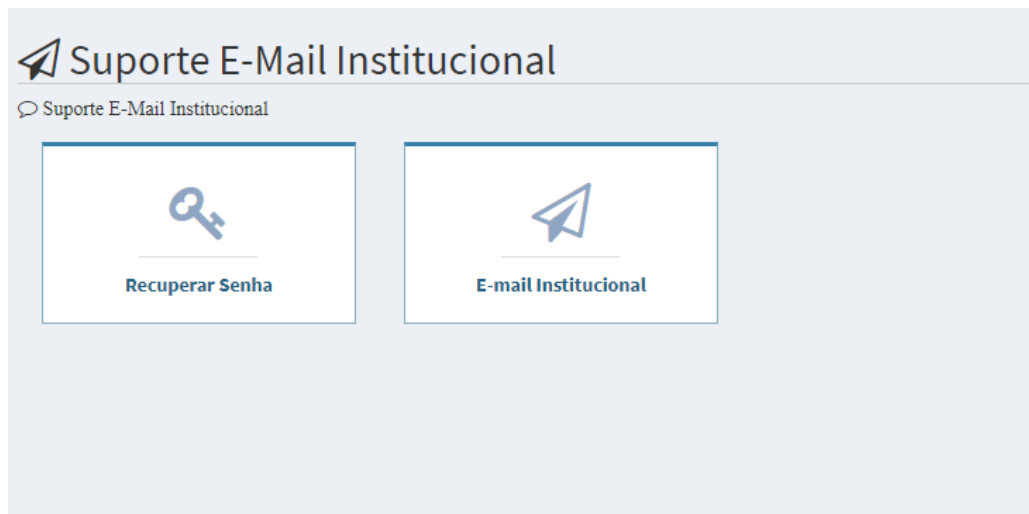 Suporte E-Mail Institucional
Suporte E-Mail Institucional
Recuperar Senha
E-mail Institucional